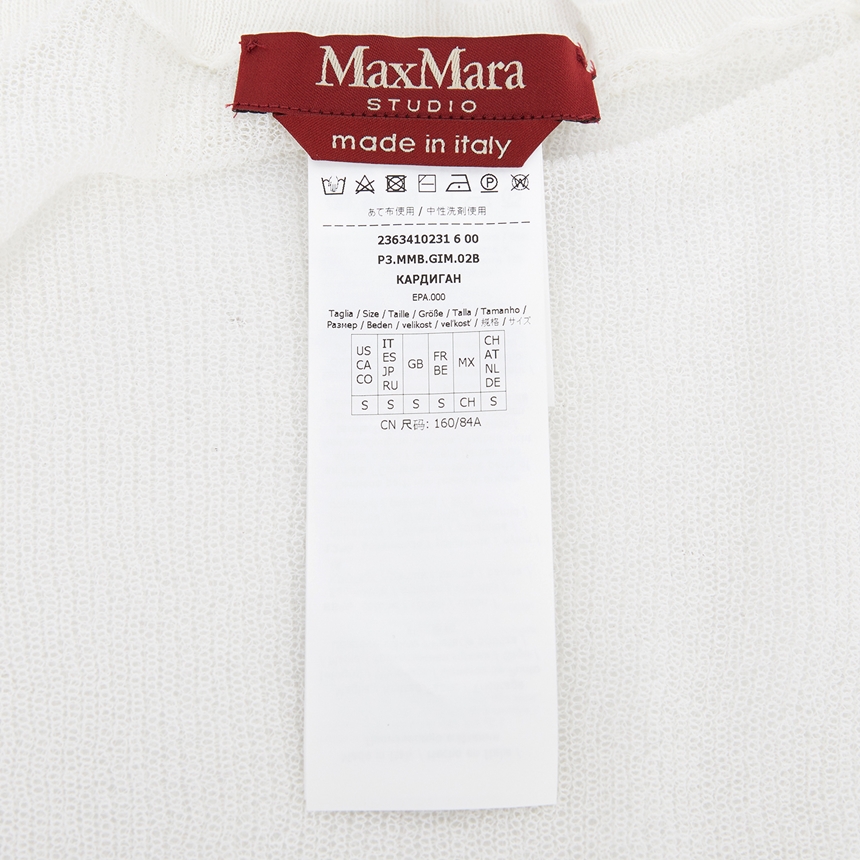 MaxMara
STUDIO
made in italy
あて布使用 / 中性洗剤使用
2363410231 6 00
P3.MMB.GIM.02B
КАРДИГАН
EPA.000
Taglia / Size / Taille / Größe / Talla / Tamanho /
Размер / Beden / velikost / veľkosť / 规格 / サイズ
US CA CO | IT ES JP RU | GB | FR BE | MX | CH AT NL DE
S | S | S | S | CH | S
CN 尺码: 160/84A